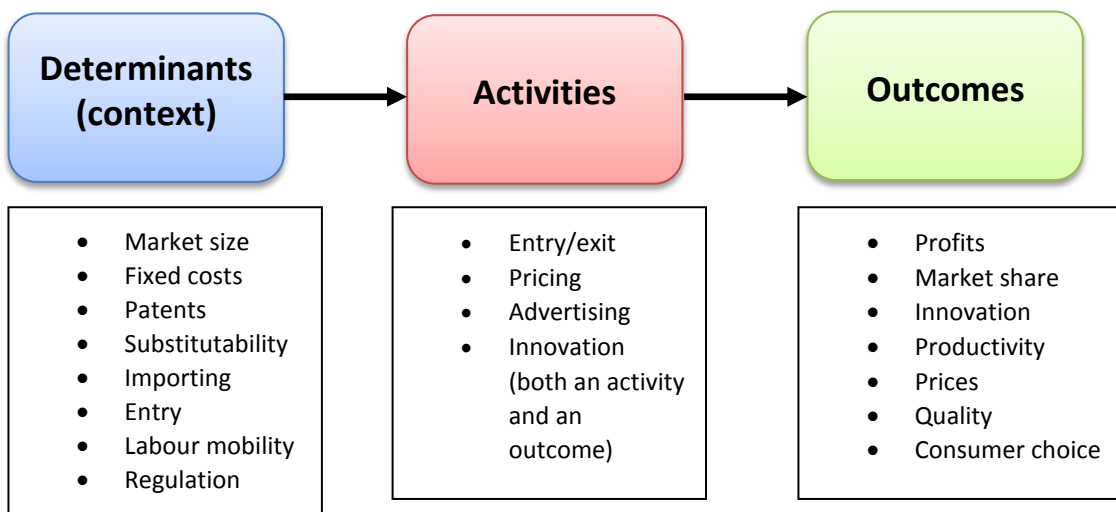 Determinants
(context)
Activities
Outcomes
• Market size
• Fixed costs
• Patents
• Substitutability
• Importing
• Entry
• Labour mobility
• Regulation
• Entry/exit
• Pricing
• Advertising
• Innovation
(both an activity
and an
outcome)
• Profits
• Market share
• Innovation
• Productivity
• Prices
• Quality
• Consumer choice